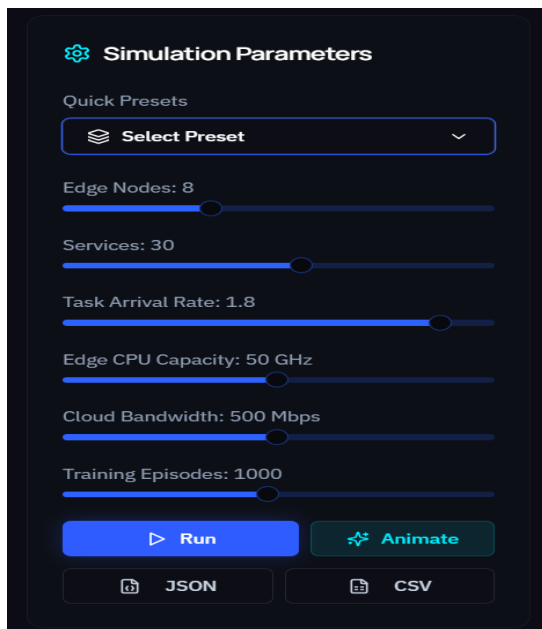 Simulation Parameters
Quick Presets
Select Preset
Edge Nodes: 8
Services: 30
Task Arrival Rate: 1.8
Edge CPU Capacity: 50 GHz
Cloud Bandwidth: 500 Mbps
Training Episodes: 1000
Run Animate
JSON CSV